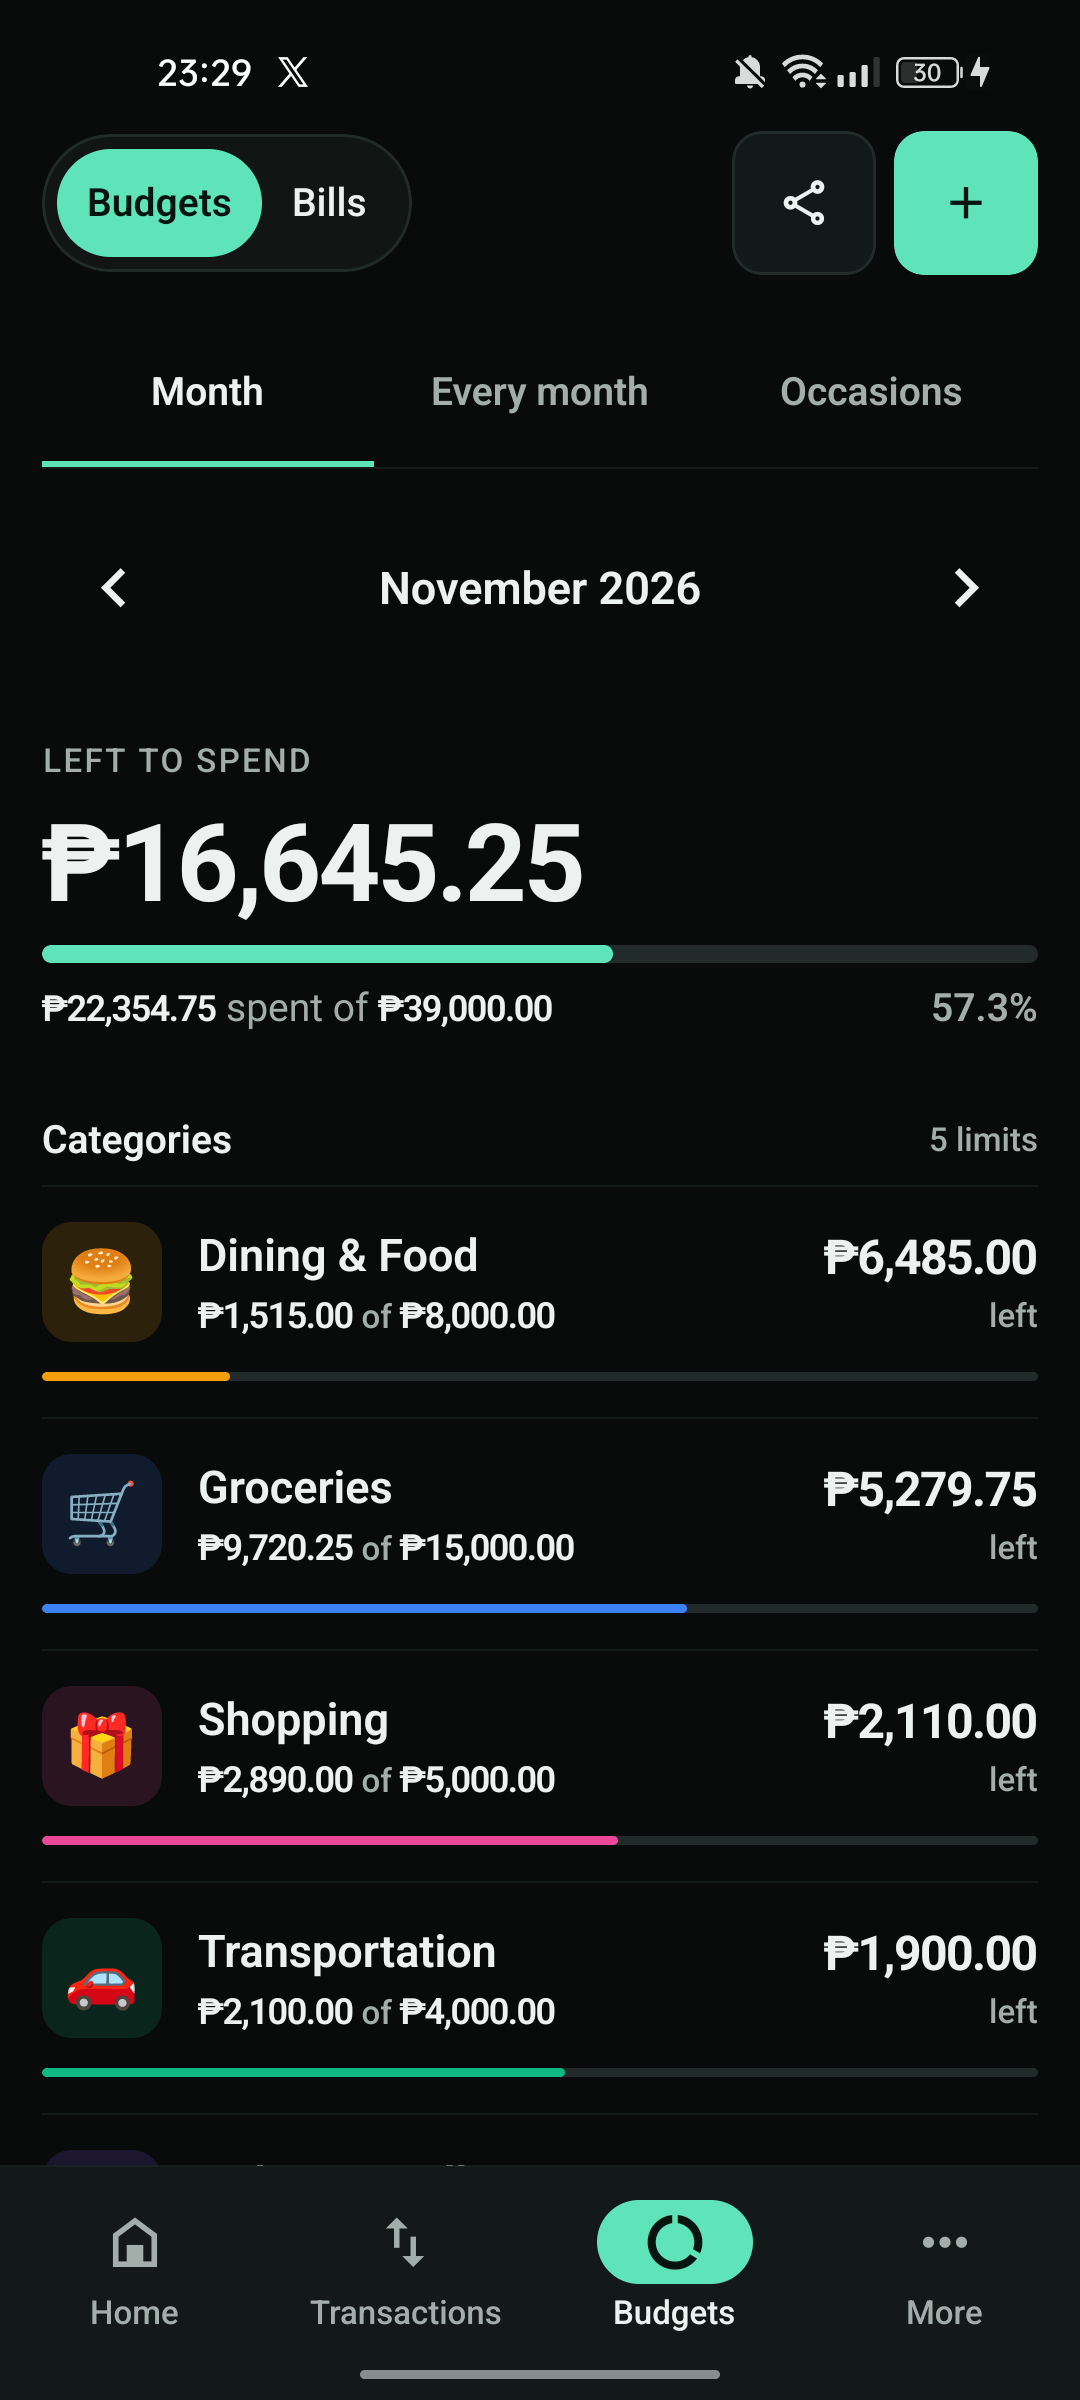 23:29
30
Budgets
Bills
Month
Every month
Occasions
November 2026
LEFT TO SPEND
₱16,645.25
₱22,354.75 spent of ₱39,000.00
57.3%
Categories
5 limits
Dining & Food
₱6,485.00
₱1,515.00 of ₱8,000.00
left
Groceries
₱5,279.75
₱9,720.25 of ₱15,000.00
left
Shopping
₱2,110.00
₱2,890.00 of ₱5,000.00
left
Transportation
₱1,900.00
₱2,100.00 of ₱4,000.00
left
Home
Transactions
Budgets
More